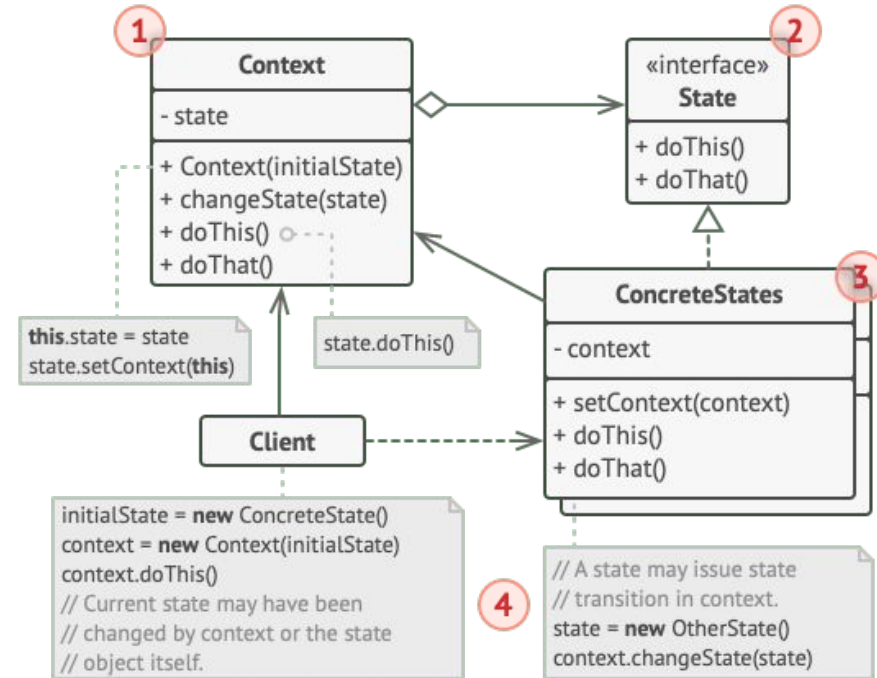 1
Context
- state
+ Context(initialState)
+ changeState(state)
+ doThis()
+ doThat()
2
«interface»
State
+ doThis()
+ doThat()
3
ConcreteStates
- context
+ setContext(context)
+ doThis()
+ doThat()
this.state = state
state.setContext(this)
state.doThis()
Client
initialState = new ConcreteState()
context = new Context(initialState)
context.doThis()
// Current state may have been
// changed by context or the state
// object itself.
4
// A state may issue state
// transition in context.
state = new OtherState()
context.changeState(state)